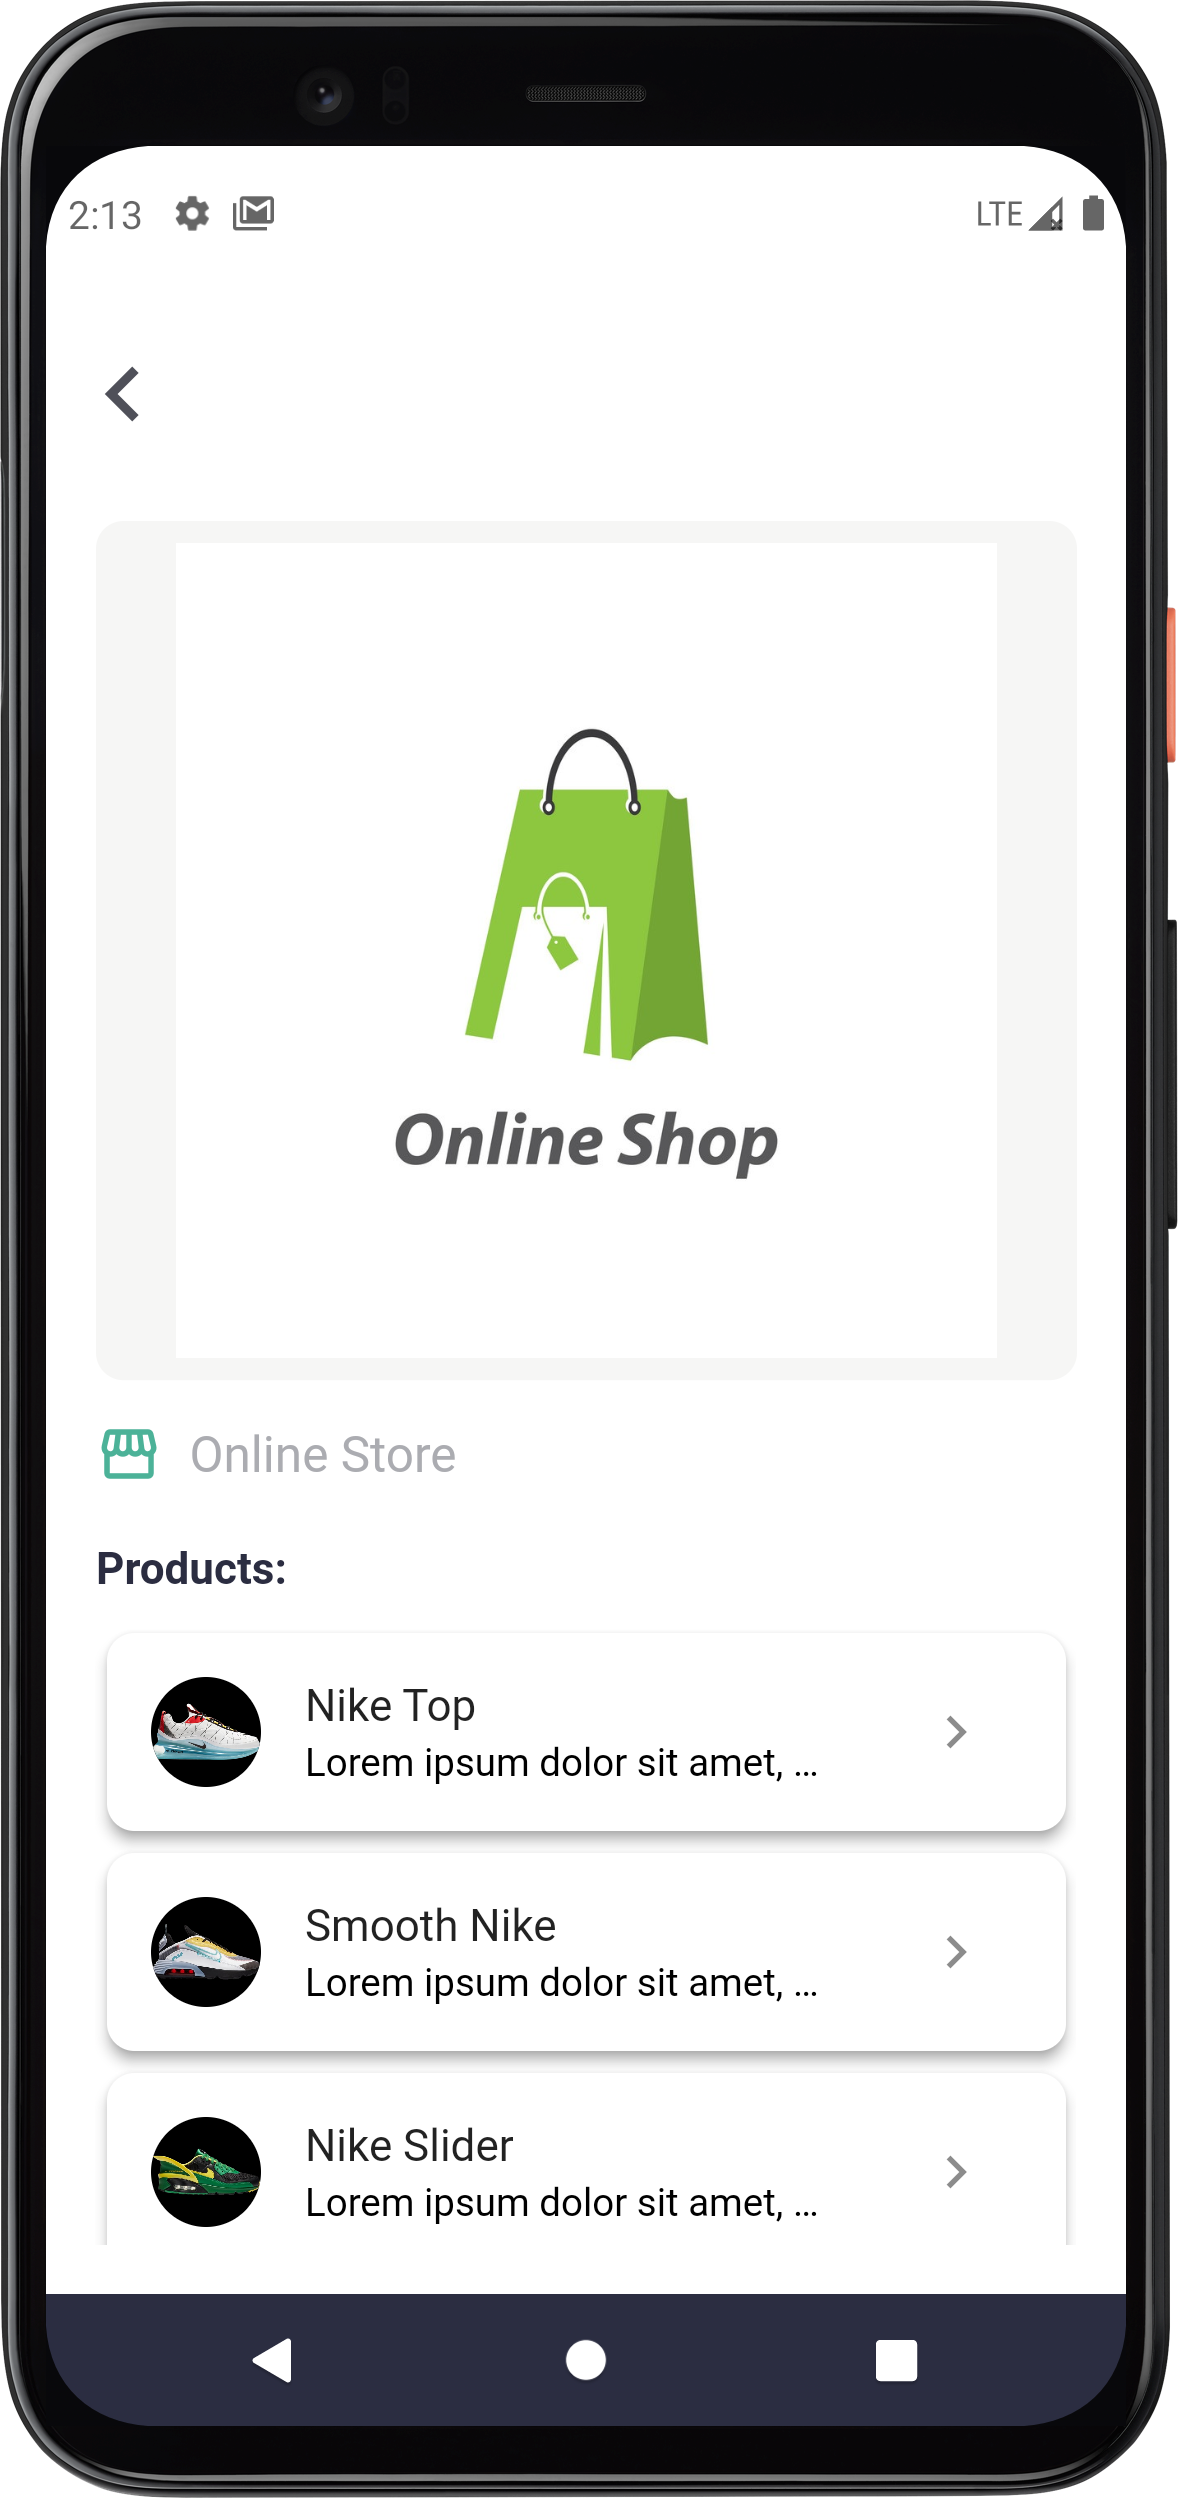 2:13 LTE
Online Shop
Online Store
Products:
Nike Top
Lorem ipsum dolor sit amet, ...
Smooth Nike
Lorem ipsum dolor sit amet, ...
Nike Slider
Lorem ipsum dolor sit amet, ...